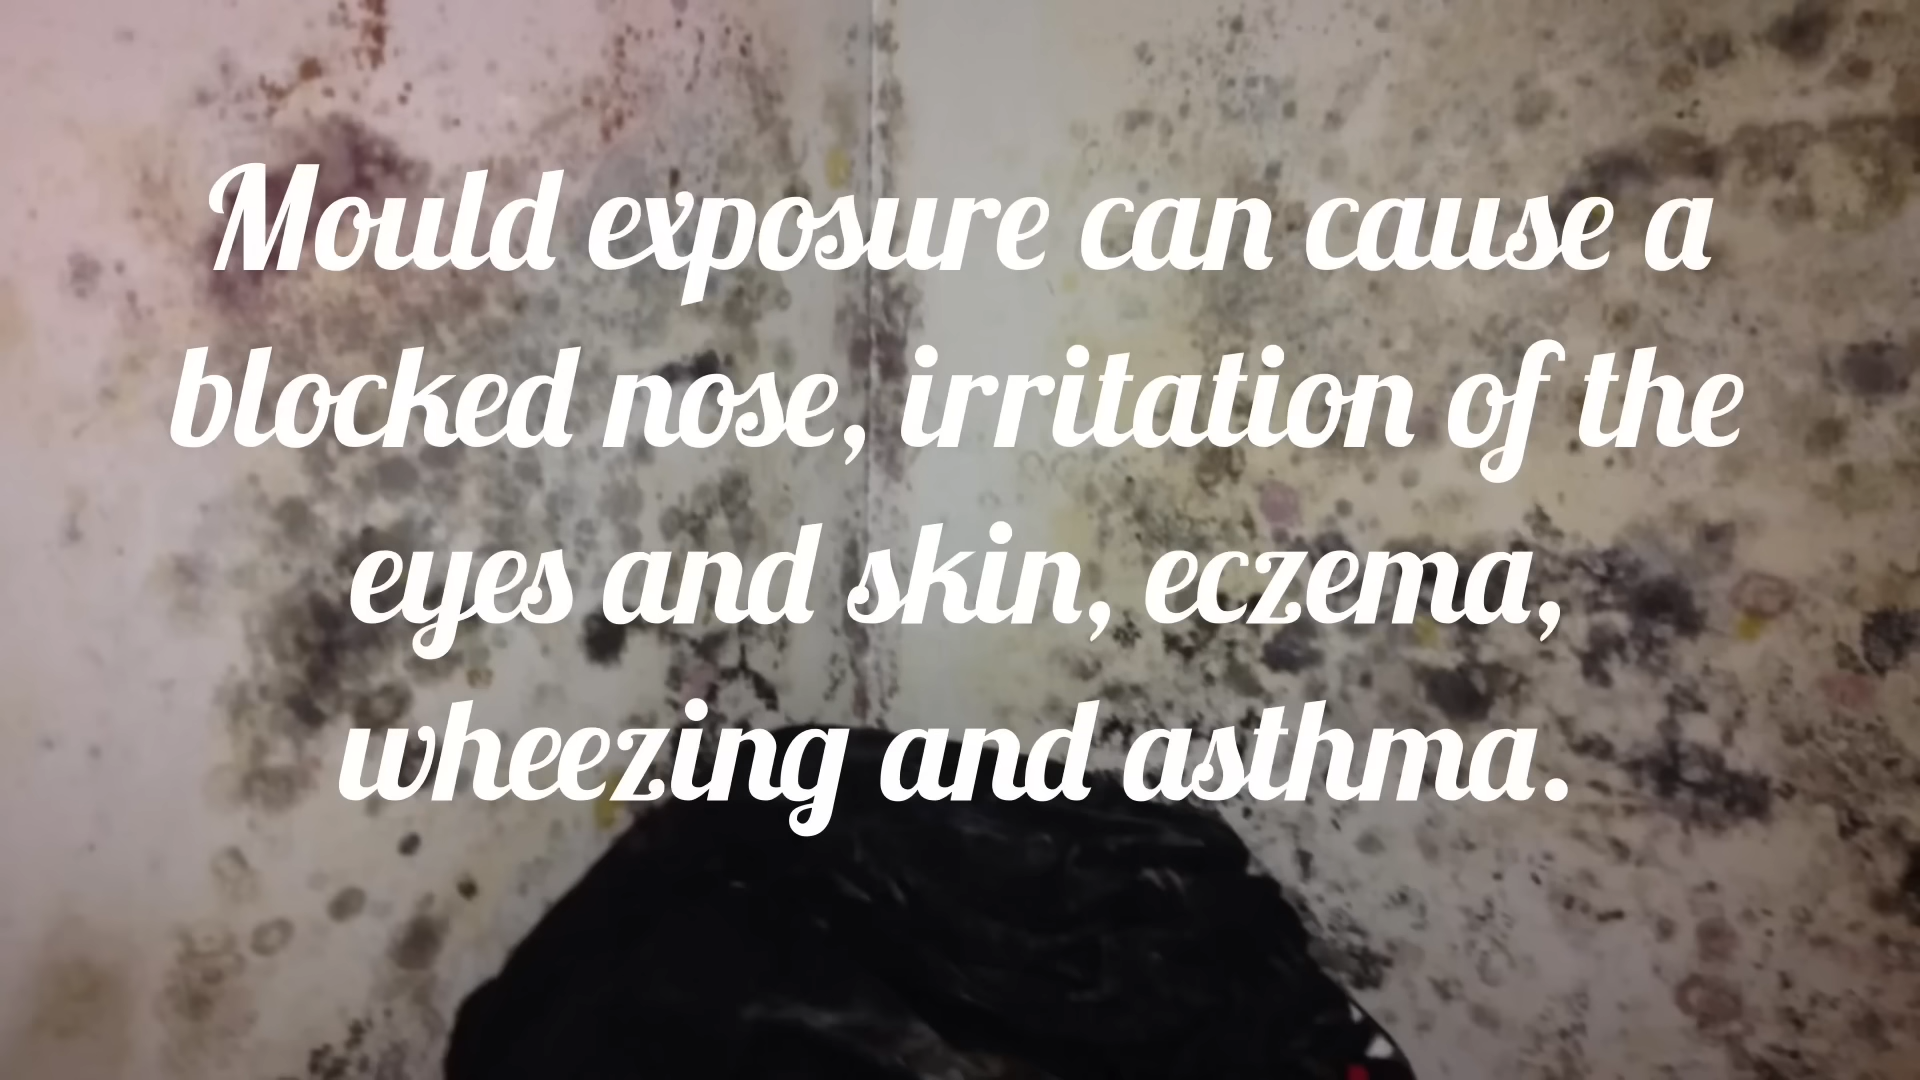 Mould exposure can cause a
blocked nose, irritation of the
eyes and skin, eczema,
wheezing and asthma.